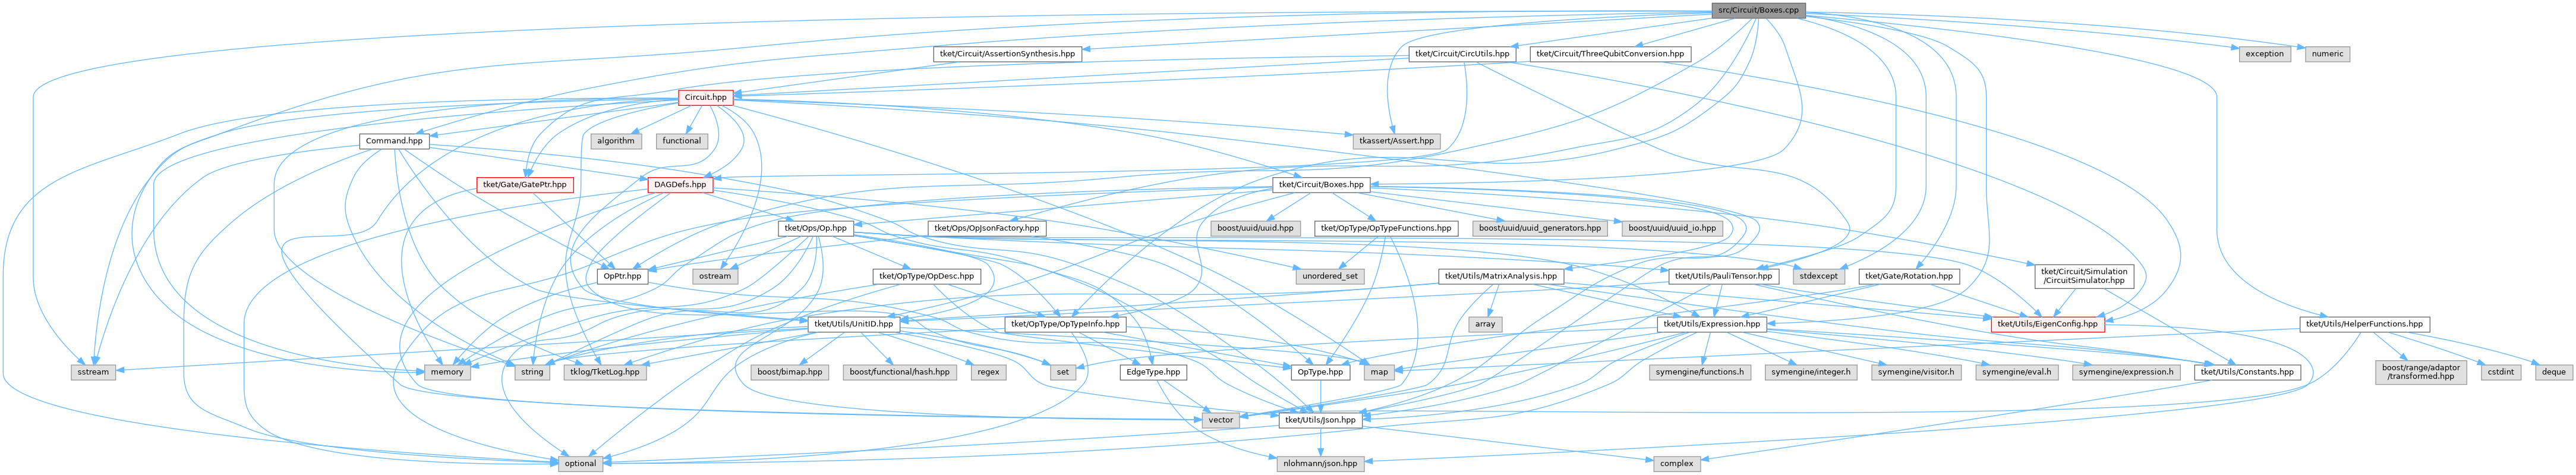 src/Circuit/Boxes.cpp
tket/Circuit/AssertionSynthesis.hpp
tket/Circuit/CircUtils.hpp
tket/Circuit/ThreeQubitConversion.hpp
exception
numeric
Circuit.hpp
Command.hpp
algorithm
functional
tkassert/Assert.hpp
tket/Gate/GatePtr.hpp
DAGDefs.hpp
tket/Circuit/Boxes.hpp
tket/Ops/Op.hpp
tket/Ops/OpJsonFactory.hpp
boost/uuid/uuid.hpp
tket/OpType/OpTypeFunctions.hpp
boost/uuid/uuid_generators.hpp
boost/uuid/uuid_io.hpp
OpPtr.hpp
ostream
tket/OpType/OpDesc.hpp
unordered_set
tket/Utils/MatrixAnalysis.hpp
tket/Utils/PauliTensor.hpp
stdexcept
tket/Gate/Rotation.hpp
tket/Circuit/Simulation
/CircuitSimulator.hpp
tket/Utils/UnitID.hpp
tket/OpType/OpTypeInfo.hpp
array
tket/Utils/Expression.hpp
tket/Utils/EigenConfig.hpp
tket/Utils/HelperFunctions.hpp
sstream
memory
string
tklog/TketLog.hpp
boost/bimap.hpp
boost/functional/hash.hpp
regex
set
EdgeType.hpp
OpType.hpp
map
symengine/functions.h
symengine/integer.h
symengine/visitor.h
symengine/eval.h
symengine/expression.h
tket/Utils/Constants.hpp
boost/range/adaptor
/transformed.hpp
cstdint
deque
vector
tket/Utils/Json.hpp
optional
nlohmann/json.hpp
complex